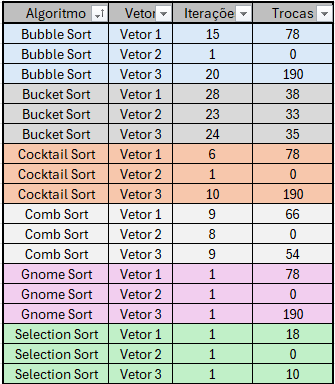 Algoritmo Vetor Iteraçõe Trocas
Bubble Sort Vetor 1 15 78
Bubble Sort Vetor 2 1 0
Bubble Sort Vetor 3 20 190
Bucket Sort Vetor 1 28 38
Bucket Sort Vetor 2 23 33
Bucket Sort Vetor 3 24 35
Cocktail Sort Vetor 1 6 78
Cocktail Sort Vetor 2 1 0
Cocktail Sort Vetor 3 10 190
Comb Sort Vetor 1 9 66
Comb Sort Vetor 2 8 0
Comb Sort Vetor 3 9 54
Gnome Sort Vetor 1 1 78
Gnome Sort Vetor 2 1 0
Gnome Sort Vetor 3 1 190
Selection Sort Vetor 1 1 18
Selection Sort Vetor 2 1 0
Selection Sort Vetor 3 1 10